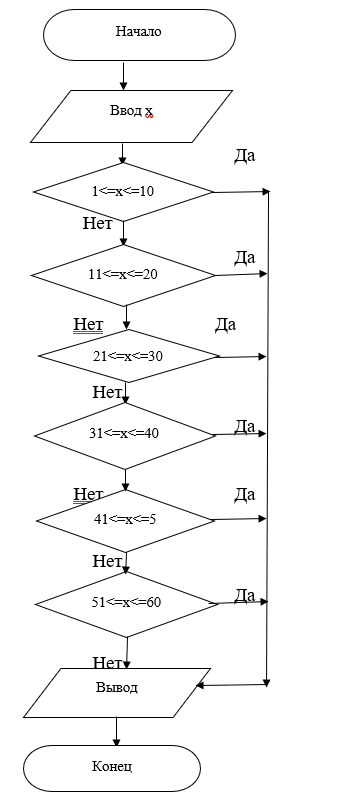 Начало
Ввод x
Да
1<=x<=10
Нет
Да
11<=x<=20
Нет
Да
21<=x<=30
Нет
Да
31<=x<=40
Нет
Да
41<=x<=5
Нет
Да
51<=x<=60
Нет
Вывод
Конец